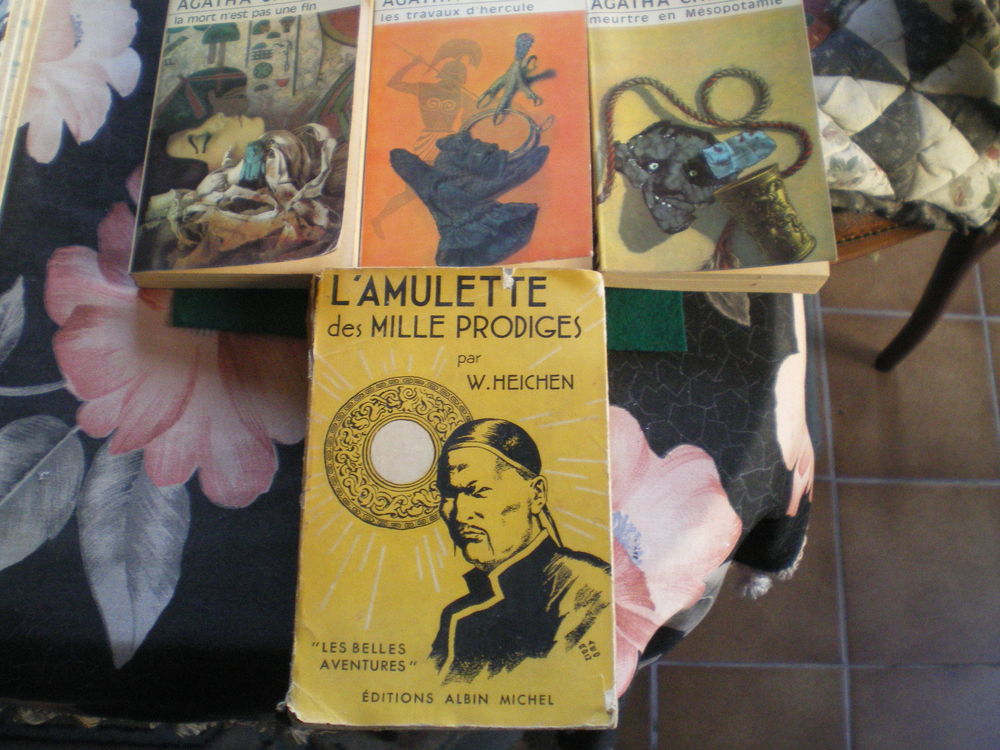 AGATHA
la mort n'est pas une fin
AGATHA
les travaux d'hercule
AGATHA
meurtre en Mésopotamie
L'AMULETTE
des MILLE PRODIGES
par
W. HEICHEN
"LES BELLES
AVENTURES"
ÉDITIONS ALBIN MICHEL